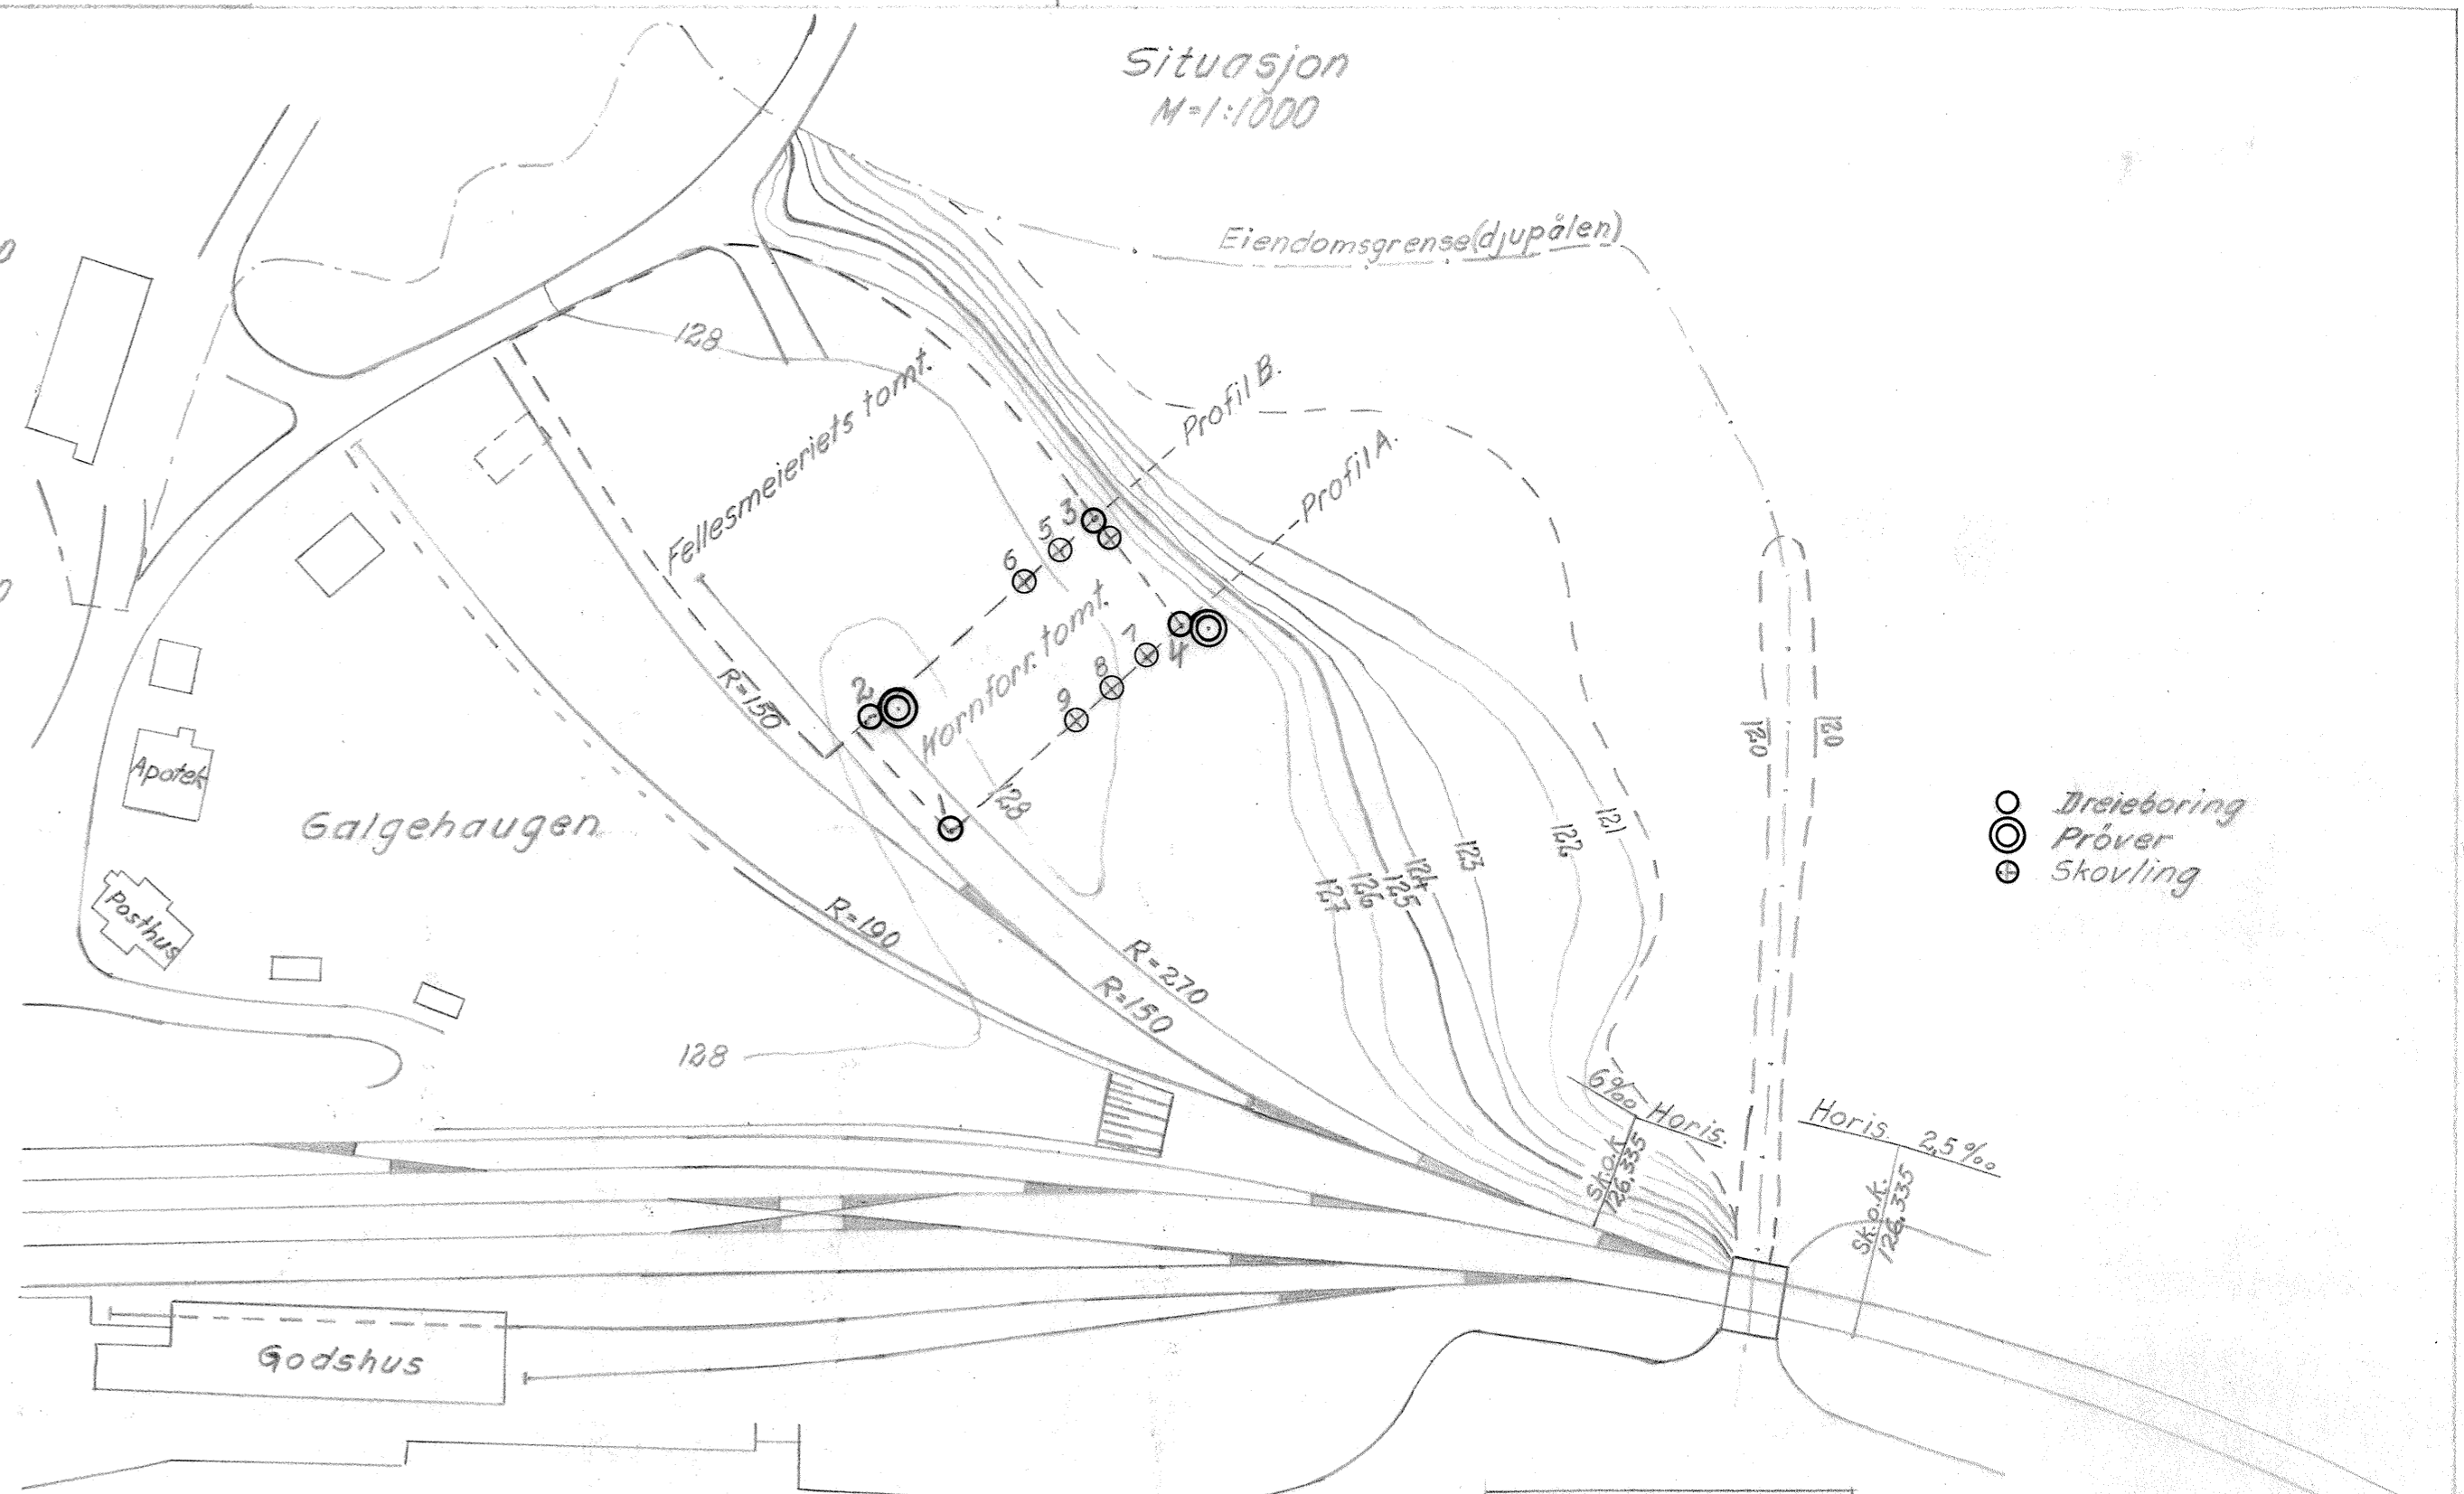 Situasjon
M=1:1000
Eiendomsgrense (djupålen)
128
Fellesmeieriets tomt.
Profil B.
Profil A.
3
5
6
7
4
8
9
2
1
Kornforr. tomt.
128
R=150
R=190
R=270
R=150
Apotek
Posthus
Galgehaugen
128
127
126
125
124
123
122
121
120
120
Dreieboring
Pröver
Skovling
6‰
Horis.
Sk.o.K
126.335
Horis.
2,5‰
Sk.o.K.
126.335
Godshus